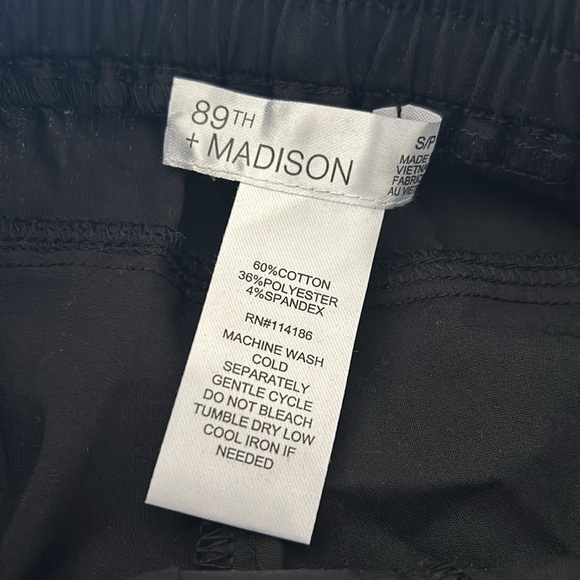 89TH
+ MADISON
S/P
MADE
FABRI
60%COTTON
36%POLYESTER
4%SPANDEX
RN#114186
MACHINE WASH
COLD
SEPARATELY
GENTLE CYCLE
DO NOT BLEACH
TUMBLE DRY LOW
COOL IRON IF
NEEDED